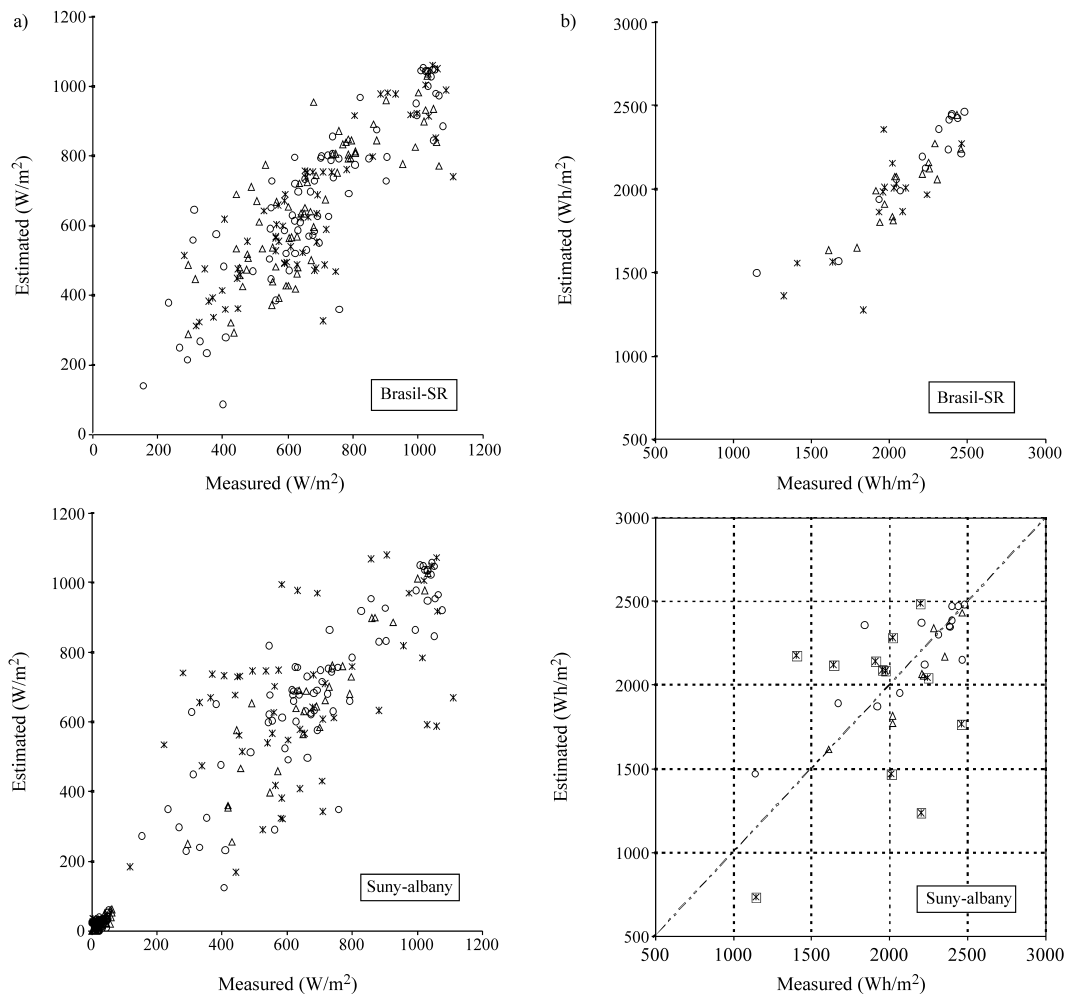 a)
1200
1000
800
600
400
200
0
Estimated (W/m²)
0 200 400 600 800 1000 1200
Measured (W/m²)
Brasil-SR
b)
3000
2500
2000
1500
1000
500
Estimated (Wh/m²)
500 1000 1500 2000 2500 3000
Measured (Wh/m²)
Brasil-SR
1200
1000
800
600
400
200
0
Estimated (W/m²)
0 200 400 600 800 1000 1200
Measured (W/m²)
Suny-albany
3000
2500
2000
1500
1000
500
Estimated (Wh/m²)
500 1000 1500 2000 2500 3000
Measured (Wh/m²)
Suny-albany